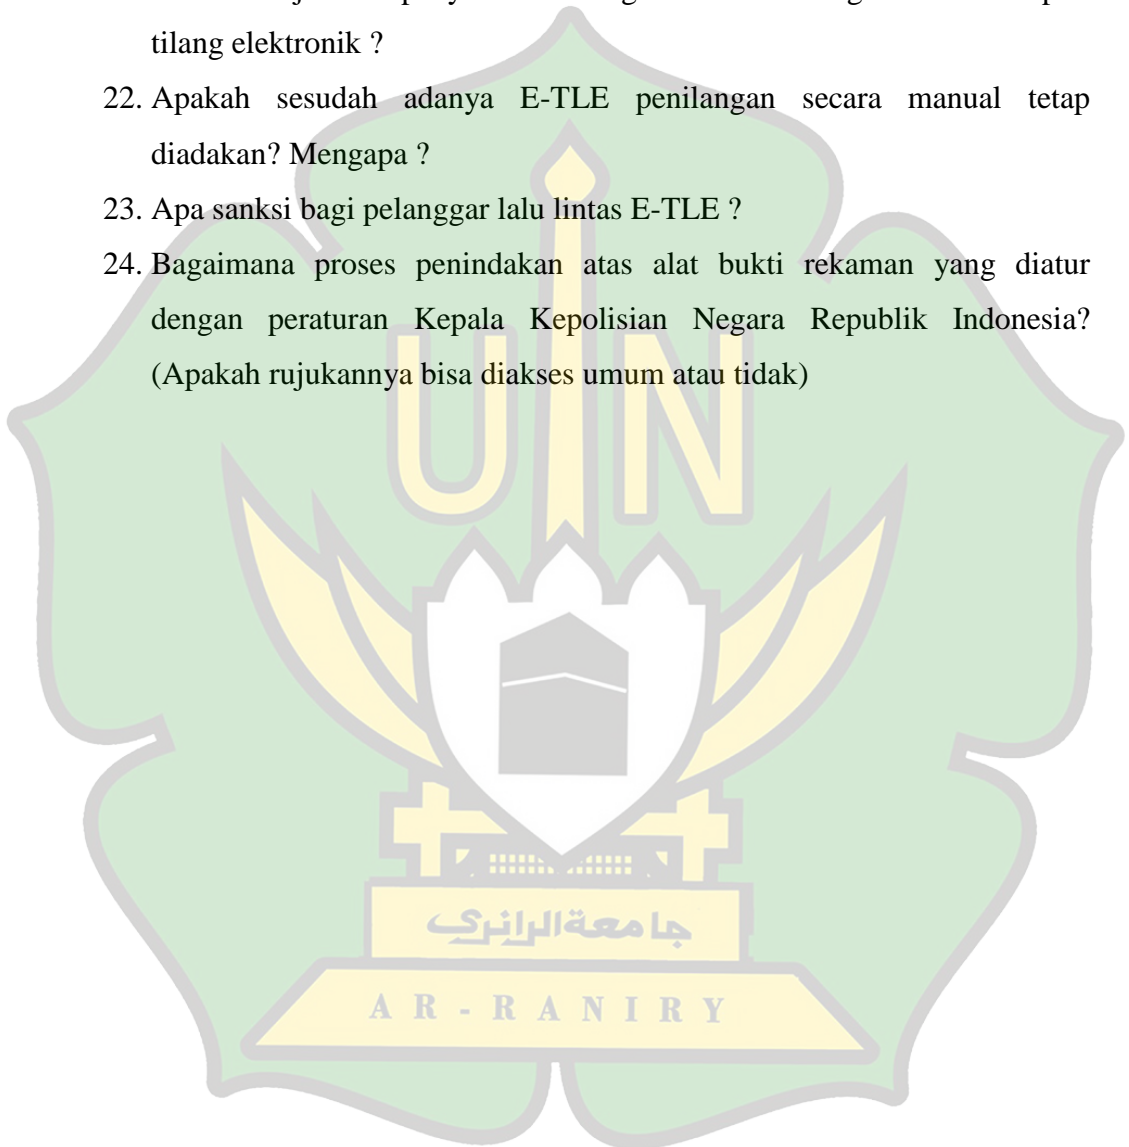 tilang elektronik ?
22. Apakah sesudah adanya E-TLE penilangan secara manual tetap
diadakan? Mengapa ?
23. Apa sanksi bagi pelanggar lalu lintas E-TLE ?
24. Bagaimana proses penindakan atas alat bukti rekaman yang diatur
dengan peraturan Kepala Kepolisian Negara Republik Indonesia?
(Apakah rujukannya bisa diakses umum atau tidak)
UIN
جامعةالرانري
AR-RANIRY